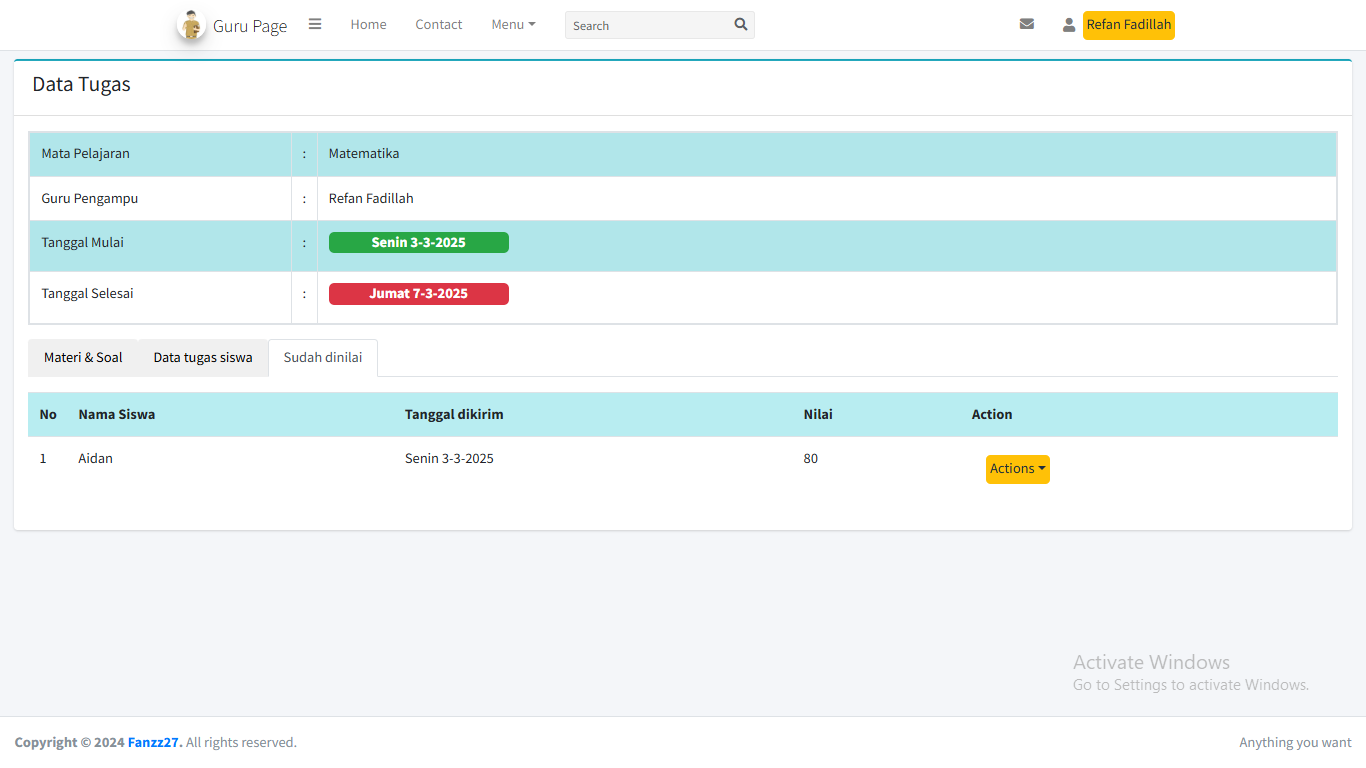 Guru Page Home Contact Menu Search Refan Fadillah
Data Tugas
Mata Pelajaran : Matematika
Guru Pengampu : Refan Fadillah
Tanggal Mulai : Senin 3-3-2025
Tanggal Selesai : Jumat 7-3-2025
Materi & Soal Data tugas siswa Sudah dinilai
No Nama Siswa Tanggal dikirim Nilai Action
1 Aidan Senin 3-3-2025 80 Actions
Activate Windows
Go to Settings to activate Windows.
Copyright © 2024 Fanzz27. All rights reserved. Anything you want